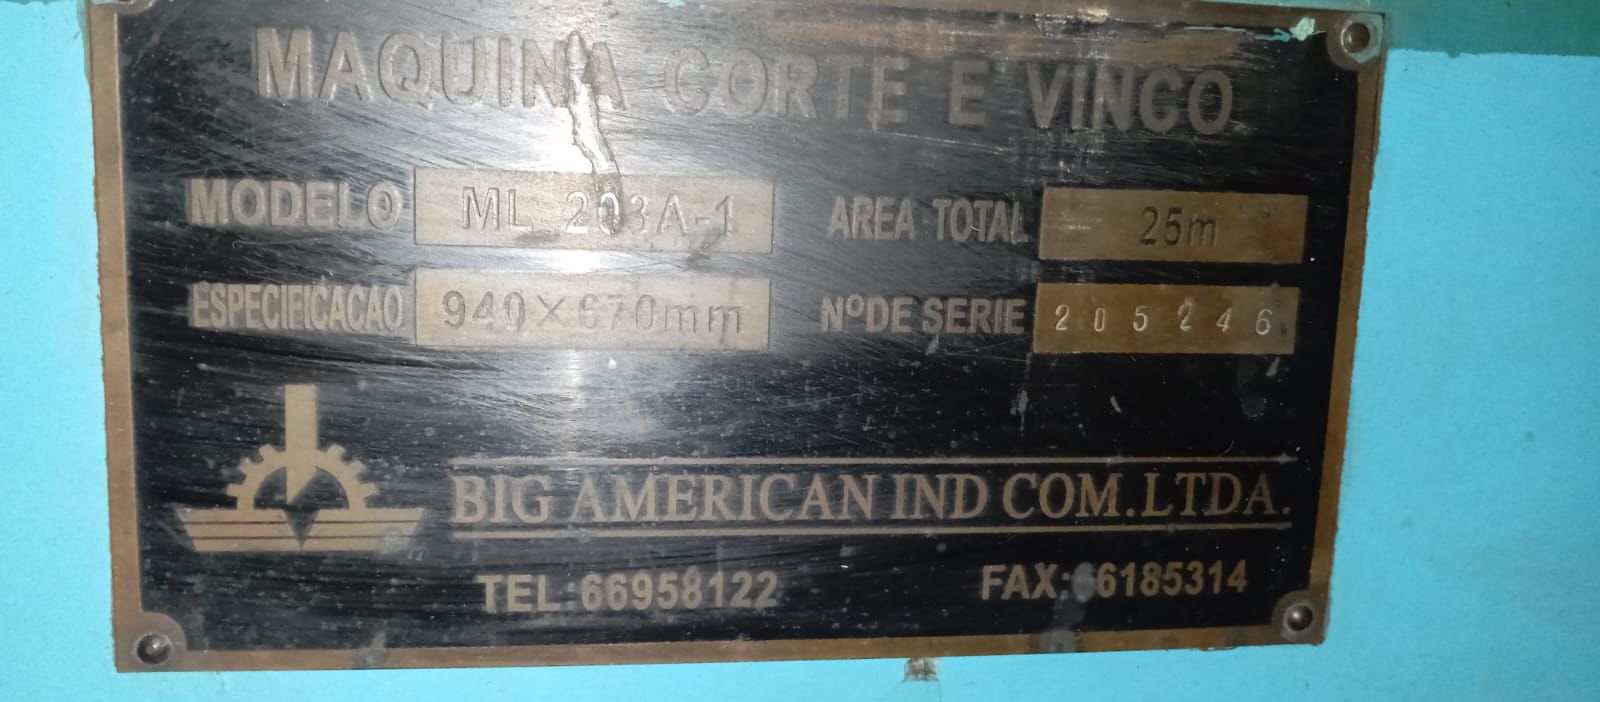 MAQUINA CORTE E VINCO
MODELO ML 203A-1 AREA TOTAL 25m
ESPECIFICAÇAO 940×670mm NºDE SERIE 205246
BIG AMERICAN IND COM.LTDA.
TEL:66958122 FAX:66185314